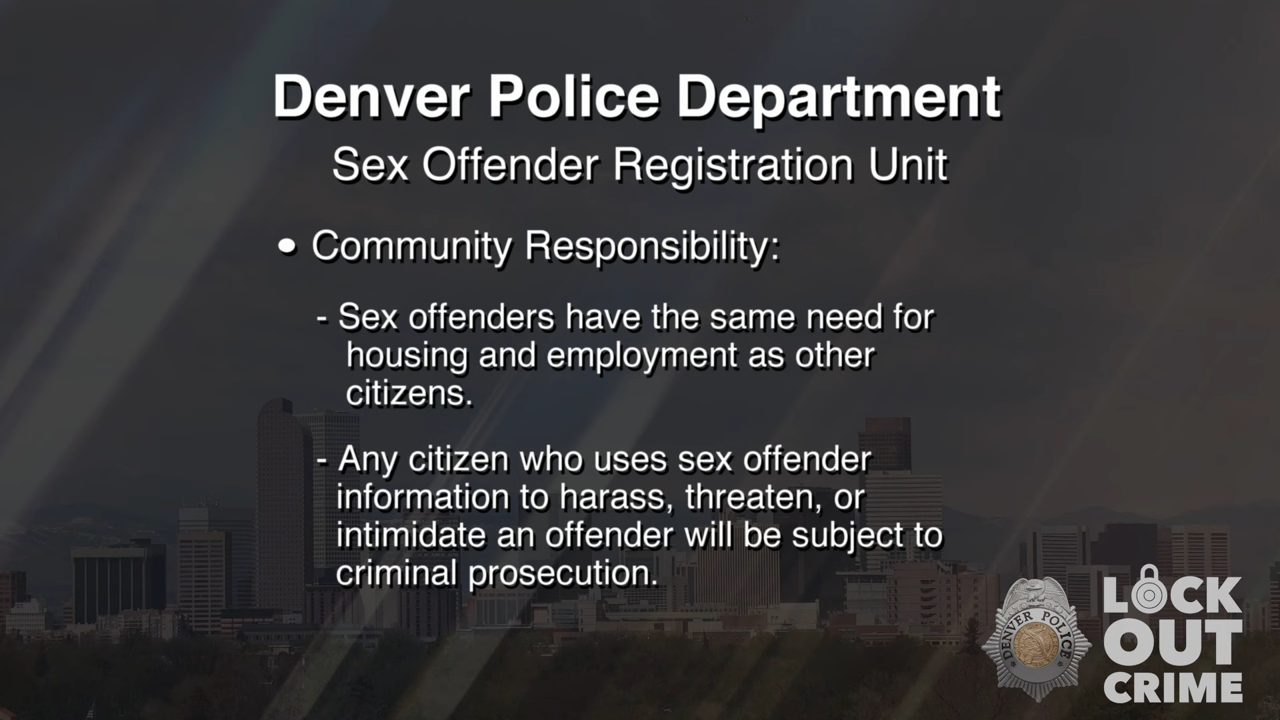 Denver Police Department
Sex Offender Registration Unit
• Community Responsibility:
- Sex offenders have the same need for
housing and employment as other
citizens.
- Any citizen who uses sex offender
information to harass, threaten, or
intimidate an offender will be subject to
criminal prosecution.
DENVER POLICE
LOCK
OUT
CRIME